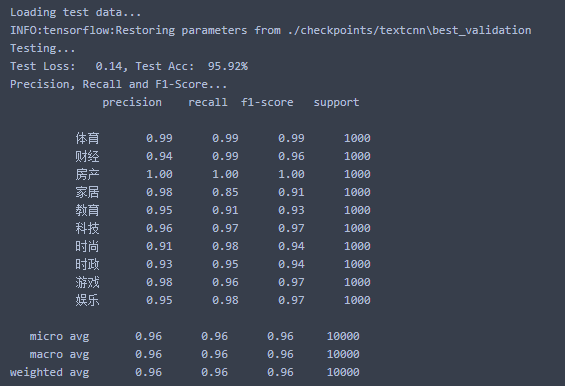 Loading test data...
INFO:tensorflow:Restoring parameters from ./checkpoints/textcnn\best_validation
Testing...
Test Loss:   0.14, Test Acc:  95.92%
Precision, Recall and F1-Score...
precision    recall  f1-score   support
体育       0.99      0.99      0.99      1000
财经       0.94      0.99      0.96      1000
房产       1.00      1.00      1.00      1000
家居       0.98      0.85      0.91      1000
教育       0.95      0.91      0.93      1000
科技       0.96      0.97      0.97      1000
时尚       0.91      0.98      0.94      1000
时政       0.93      0.95      0.94      1000
游戏       0.98      0.96      0.97      1000
娱乐       0.95      0.98      0.97      1000
micro avg       0.96      0.96      0.96     10000
macro avg       0.96      0.96      0.96     10000
weighted avg       0.96      0.96      0.96     10000